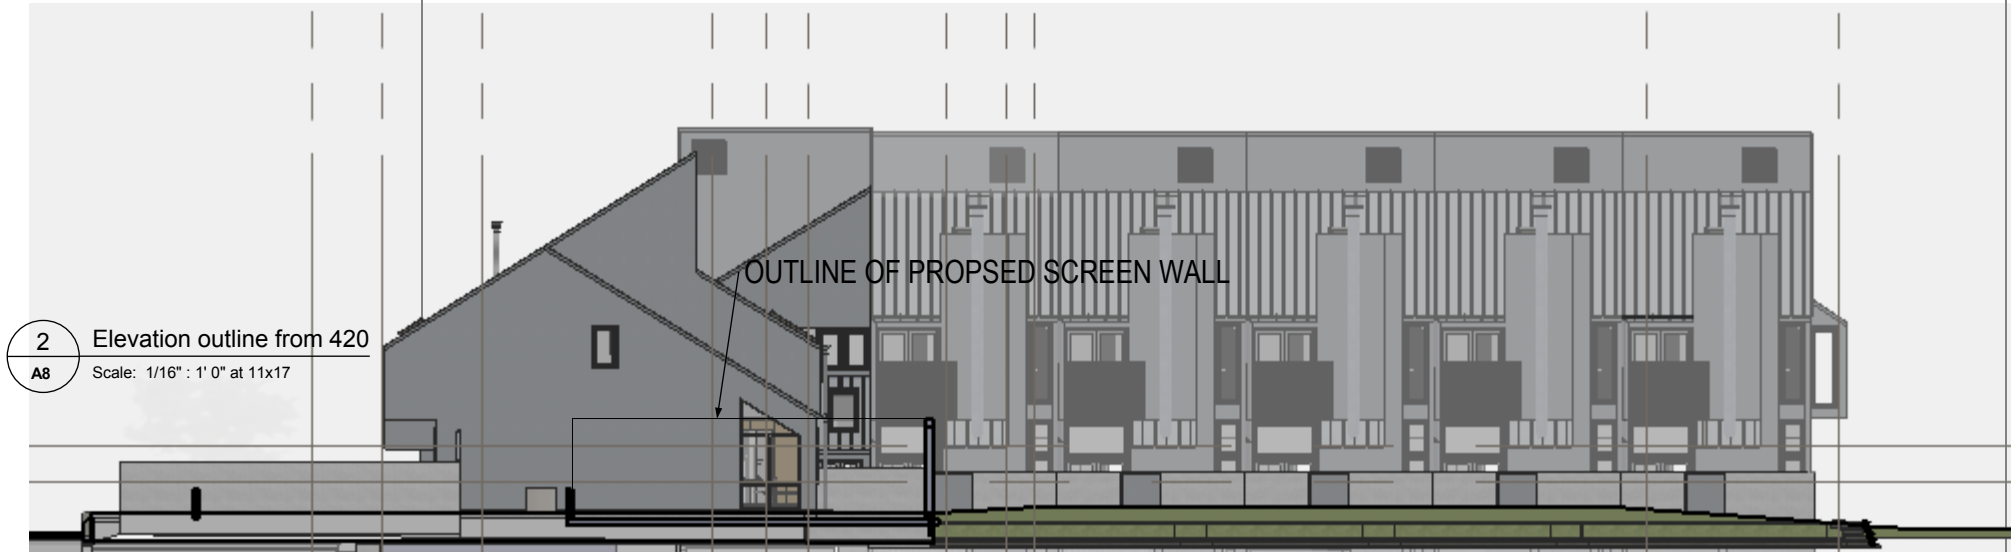 OUTLINE OF PROPSED SCREEN WALL
2
Elevation outline from 420
A8
Scale: 1/16" : 1' 0" at 11x17